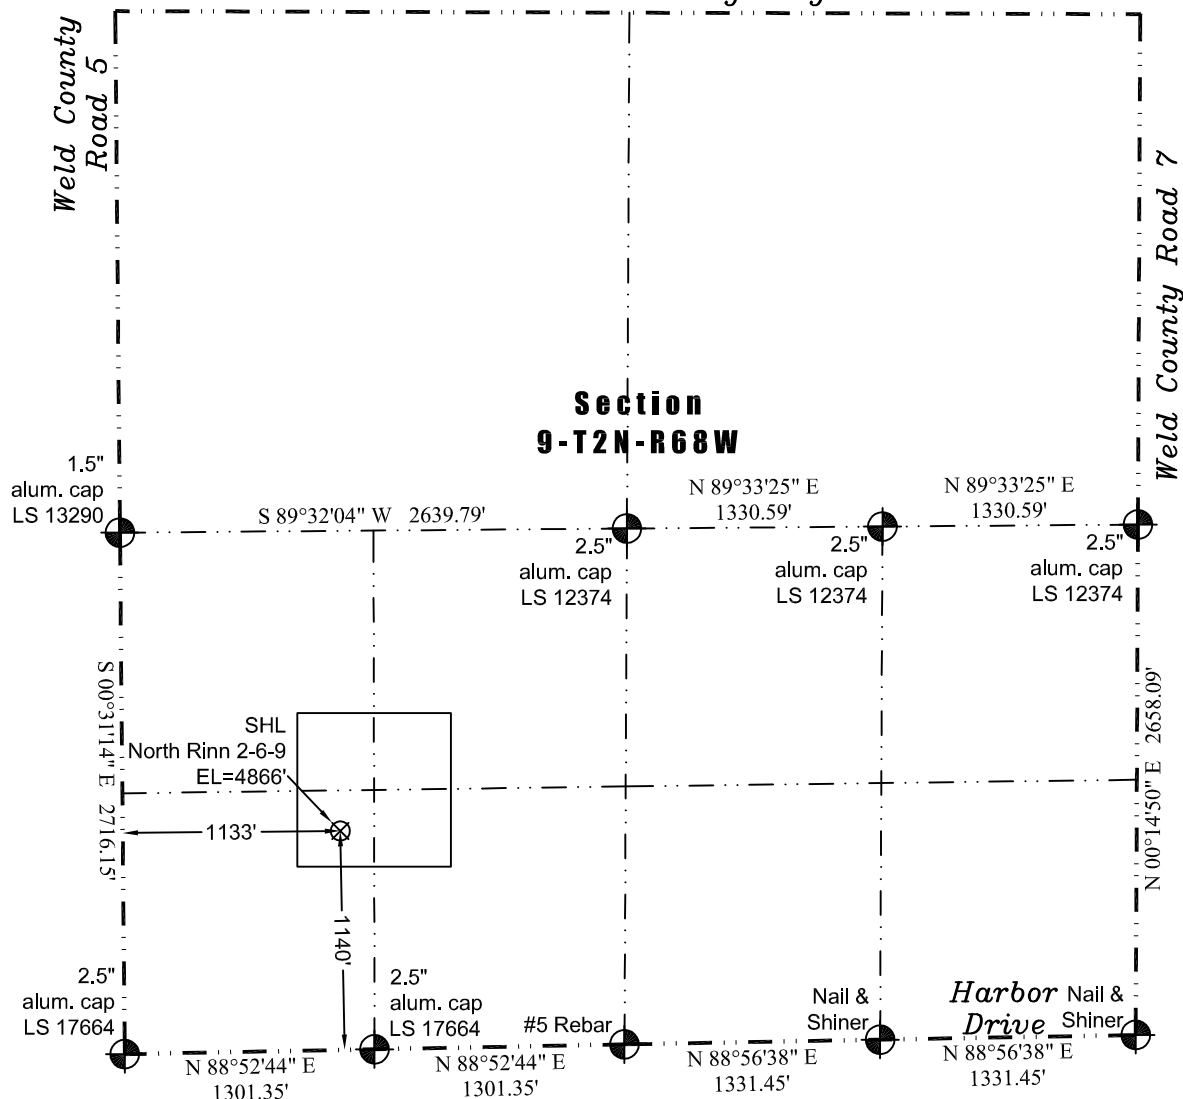 Weld County
Road 5
Weld County Road 7
Section
9-T2N-R68W
1.5"
alum. cap
LS 13290
S 89°32'04" W 2639.79'
N 89°33'25" E
1330.59'
N 89°33'25" E
1330.59'
2.5"
alum. cap
LS 12374
2.5"
alum. cap
LS 12374
2.5"
alum. cap
LS 12374
S 00°31'14" E 2716.15'
SHL
North Rinn 2-6-9
EL=4866'
1133'
1140'
N 00°14'50" E 2658.09'
2.5"
alum. cap
LS 17664
2.5"
alum. cap
LS 17664
#5 Rebar
Nail &
Shiner
Harbor
Drive
Nail &
Shiner
N 88°52'44" E
1301.35'
N 88°52'44" E
1301.35'
N 88°56'38" E
1331.45'
N 88°56'38" E
1331.45'